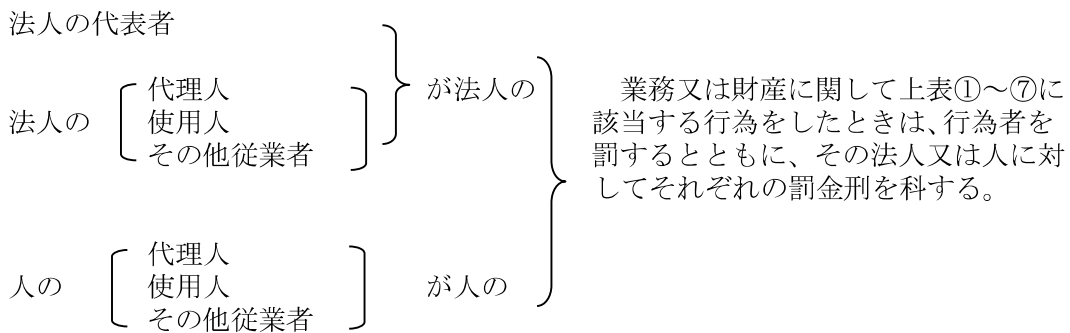 法人の代表者
法人の
代理人
使用人
その他従業者
が法人の
人の
代理人
使用人
その他従業者
が人の
業務又は財産に関して上表①～⑦に
該当する行為をしたときは、行為者を
罰するとともに、その法人又は人に対
してそれぞれの罰金刑を科する。